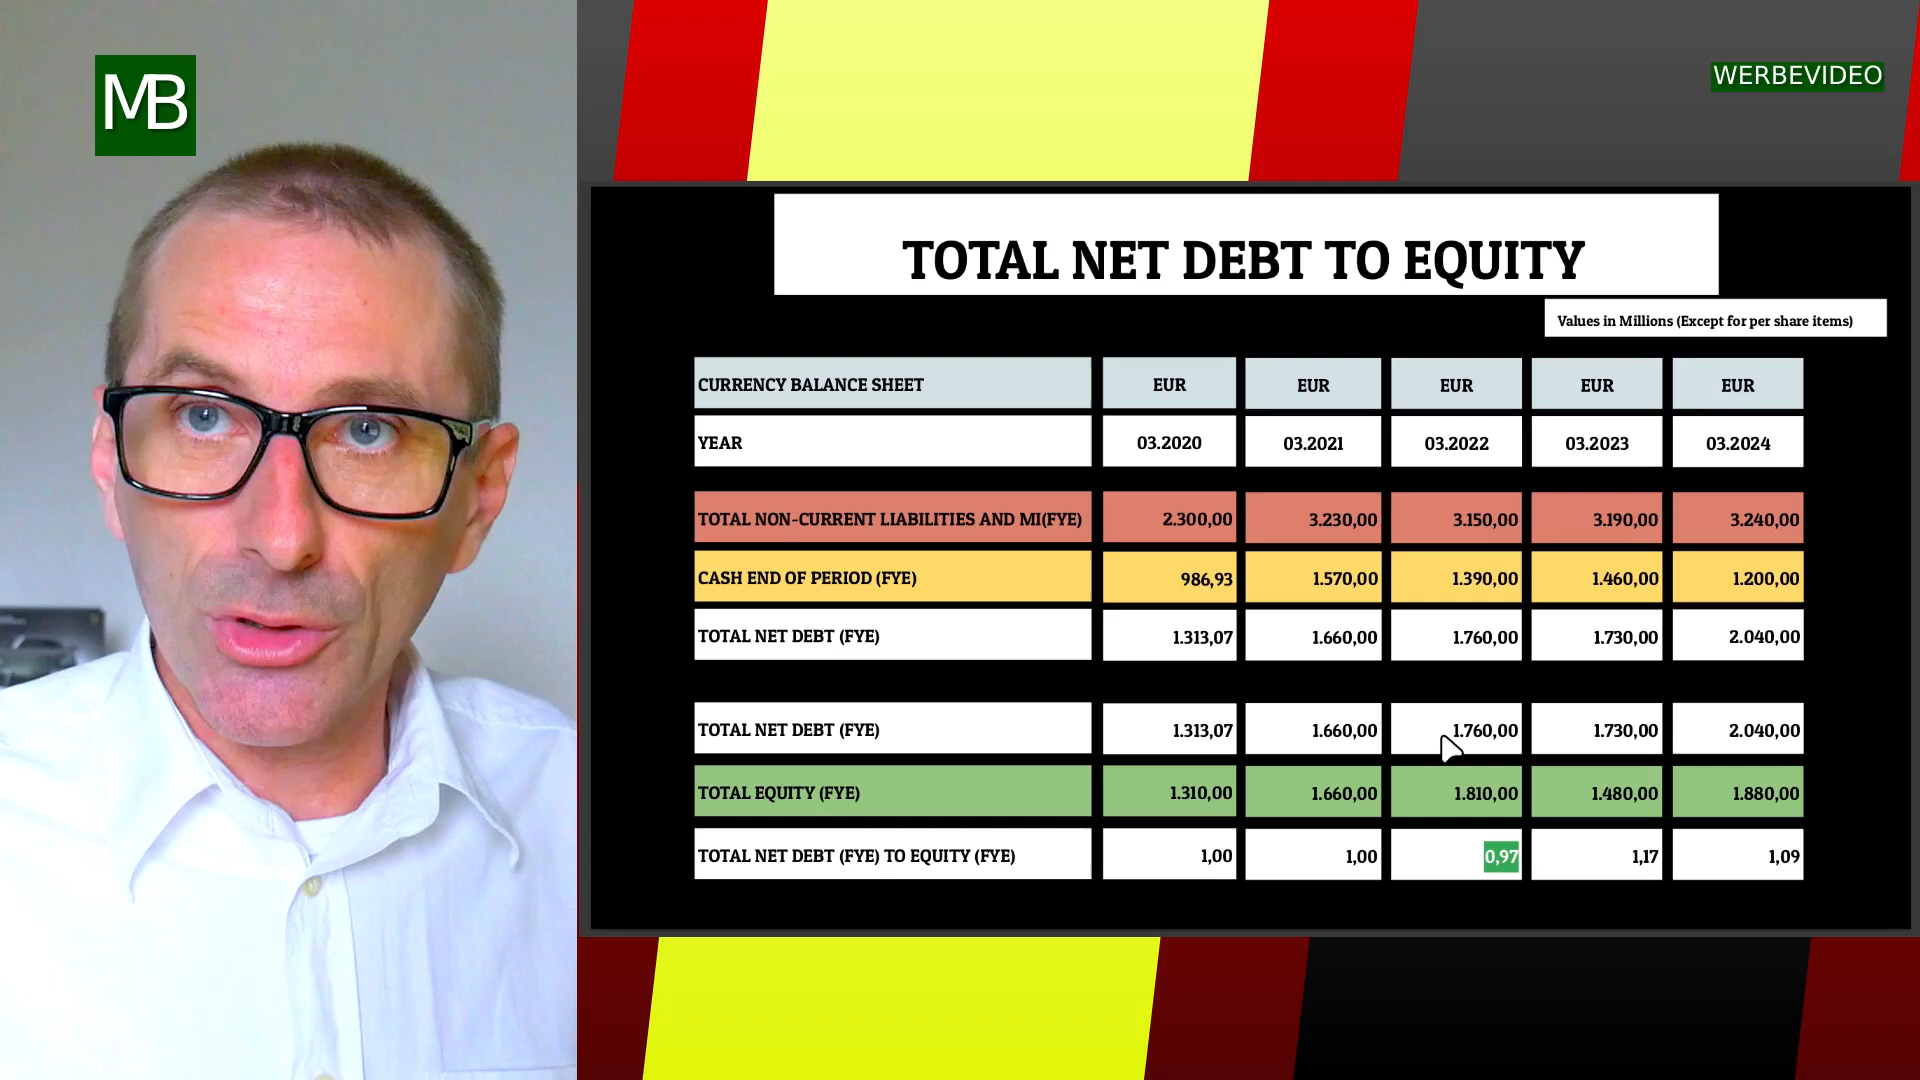 MB
WERBEVIDEO
TOTAL NET DEBT TO EQUITY
Values in Millions (Except for per share items)
CURRENCY BALANCE SHEET EUR EUR EUR EUR EUR
YEAR 03.2020 03.2021 03.2022 03.2023 03.2024
TOTAL NON-CURRENT LIABILITIES AND MI(FYE) 2.300,00 3.230,00 3.150,00 3.190,00 3.240,00
CASH END OF PERIOD (FYE) 986,93 1.570,00 1.390,00 1.460,00 1.200,00
TOTAL NET DEBT (FYE) 1.313,07 1.660,00 1.760,00 1.730,00 2.040,00
TOTAL NET DEBT (FYE) 1.313,07 1.660,00 1.760,00 1.730,00 2.040,00
TOTAL EQUITY (FYE) 1.310,00 1.660,00 1.810,00 1.480,00 1.880,00
TOTAL NET DEBT (FYE) TO EQUITY (FYE) 1,00 1,00 0,97 1,17 1,09